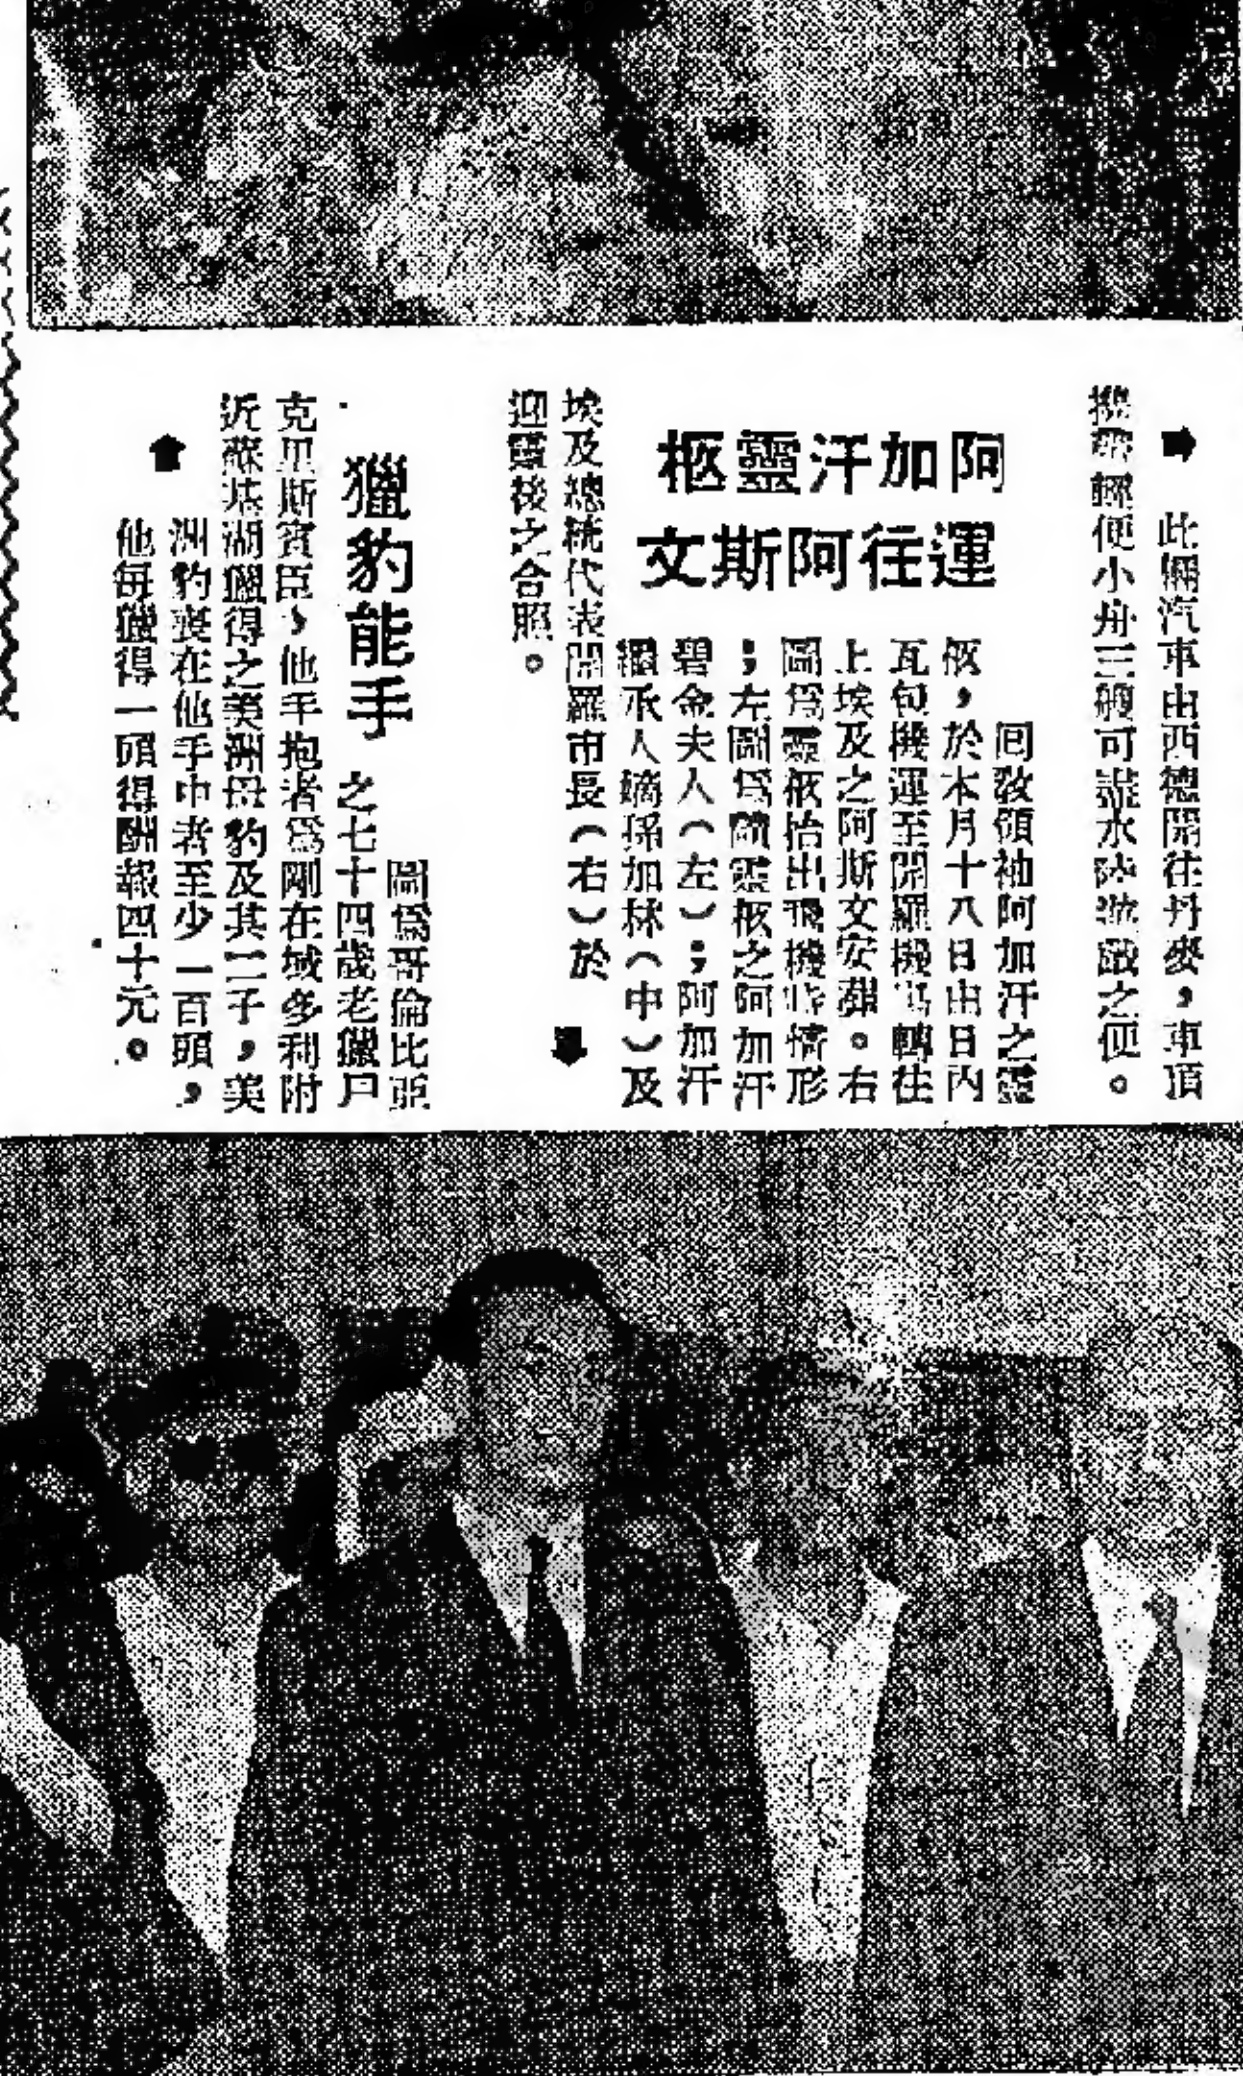 此輛汽車由西德開往丹麥，車頂
輕便小舟三艘可謀水陸遊戲之便。
阿加汗靈柩
運往阿斯文
回敎領袖阿加汗之靈
柩，於本月十八日由日內
瓦包機運至開羅機塲轉往
上埃及之阿斯文安葬。右
圖爲靈柩抬出飛機時情形
；左圖爲靈柩之阿加汗
碧金夫人（左）；阿加汗
繼承人嫡孫加林（中）及
埃及總統代表開羅市長（右）於
迎靈後之合照。
獵豹能手
圖爲哥倫比亞
之七十四歲老獵戶
克里斯賓臣，他手抱者爲剛在域多利附
近蘇基湖獵得之美洲母豹及其二子，美
洲豹喪在他手中者至少一百頭，
他每獵得一頭得酬報四十元。